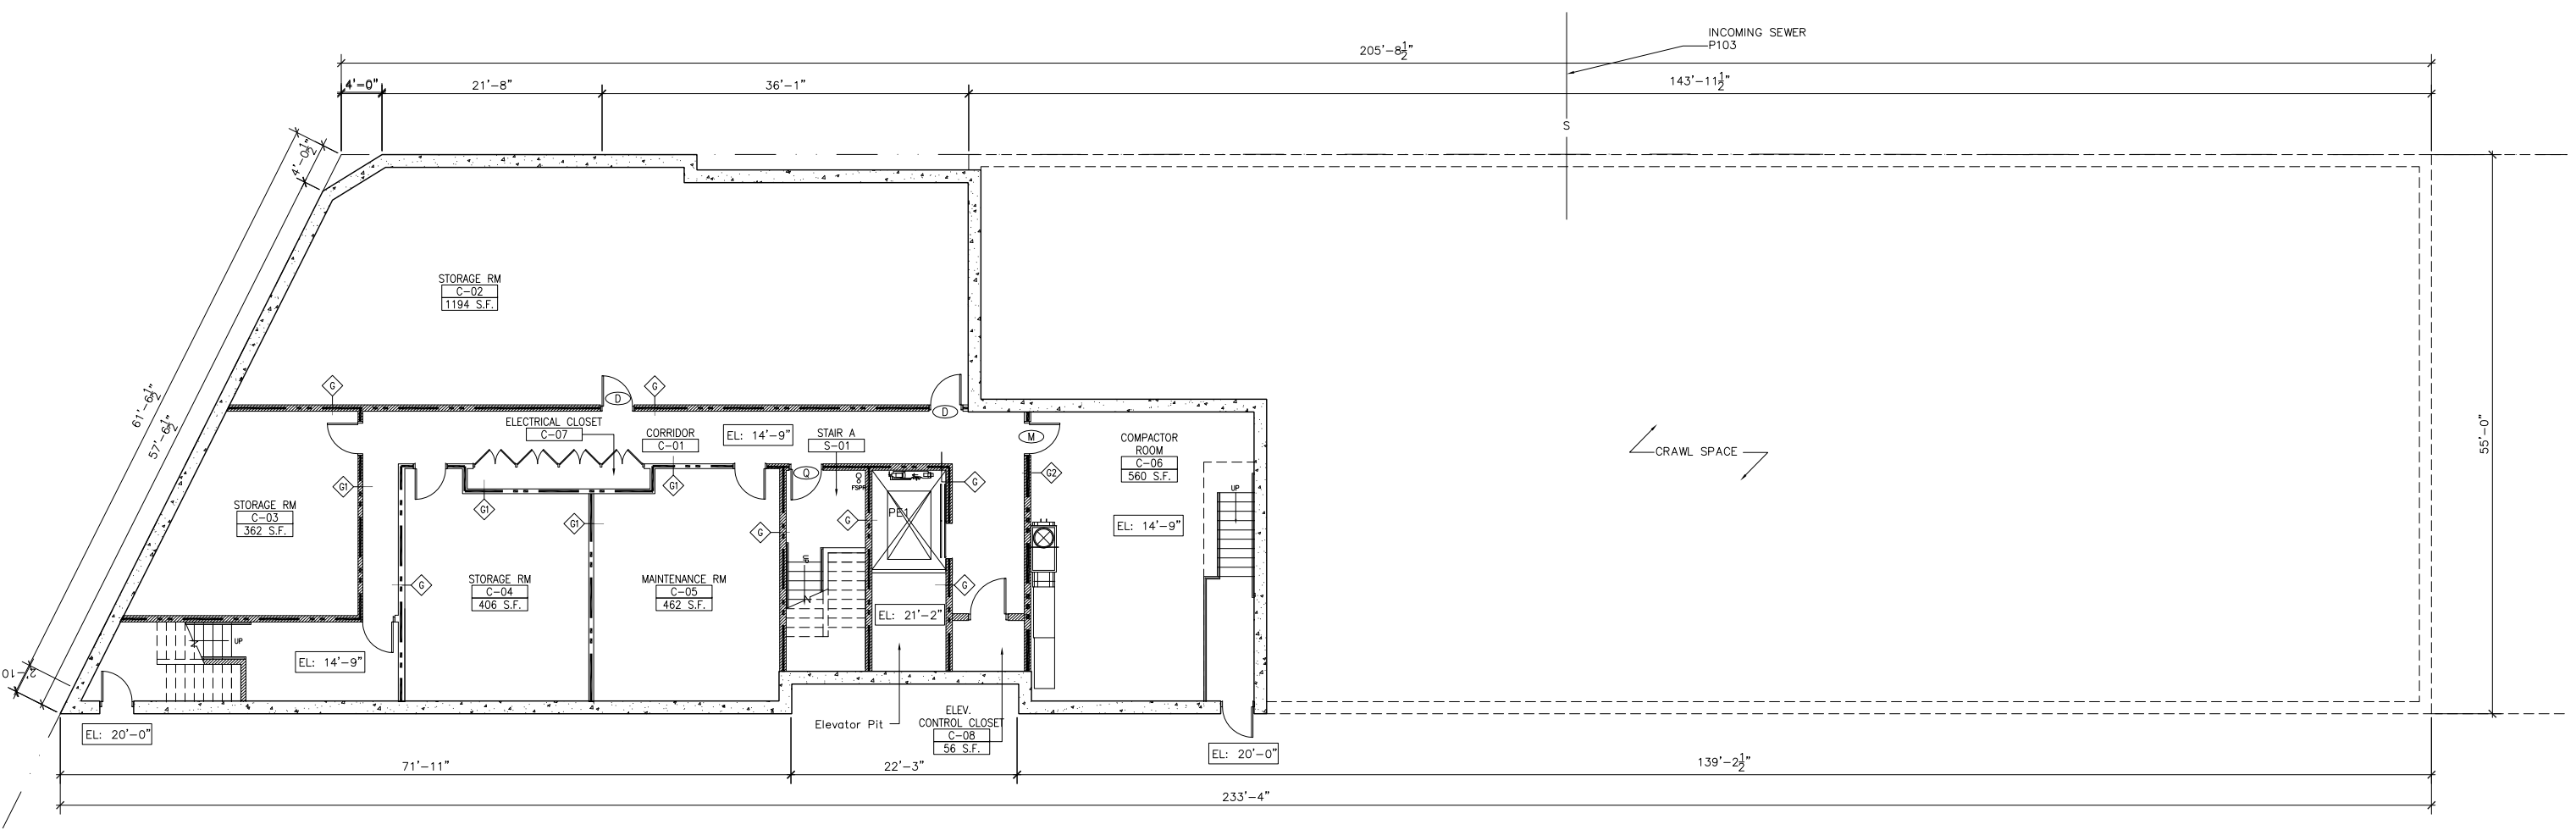 INCOMING SEWER
P103
205'-8½"
4'-0"
21'-8"
36'-1"
143'-11½"
S
4'-0½"
61'-6½"
57'-6½"
STORAGE RM
C-02
1194 S.F.
G
G
D
D
ELECTRICAL CLOSET
C-07
CORRIDOR
C-01
EL: 14'-9"
STAIR A
S-01
M
COMPACTOR
ROOM
C-06
560 S.F.
CRAWL SPACE
55'-0"
Q
FSPR
G
G2
G1
G1
G1
G1
STORAGE RM
C-03
362 S.F.
PE1
G
G
UP
EL: 14'-9"
UP
STORAGE RM
C-04
406 S.F.
MAINTENANCE RM
C-05
462 S.F.
G
G
EL: 21'-2"
UP
EL: 14'-9"
2'-10
Elevator Pit
ELEV.
CONTROL CLOSET
C-08
56 S.F.
EL: 20'-0"
EL: 20'-0"
71'-11"
22'-3"
139'-2½"
233'-4"